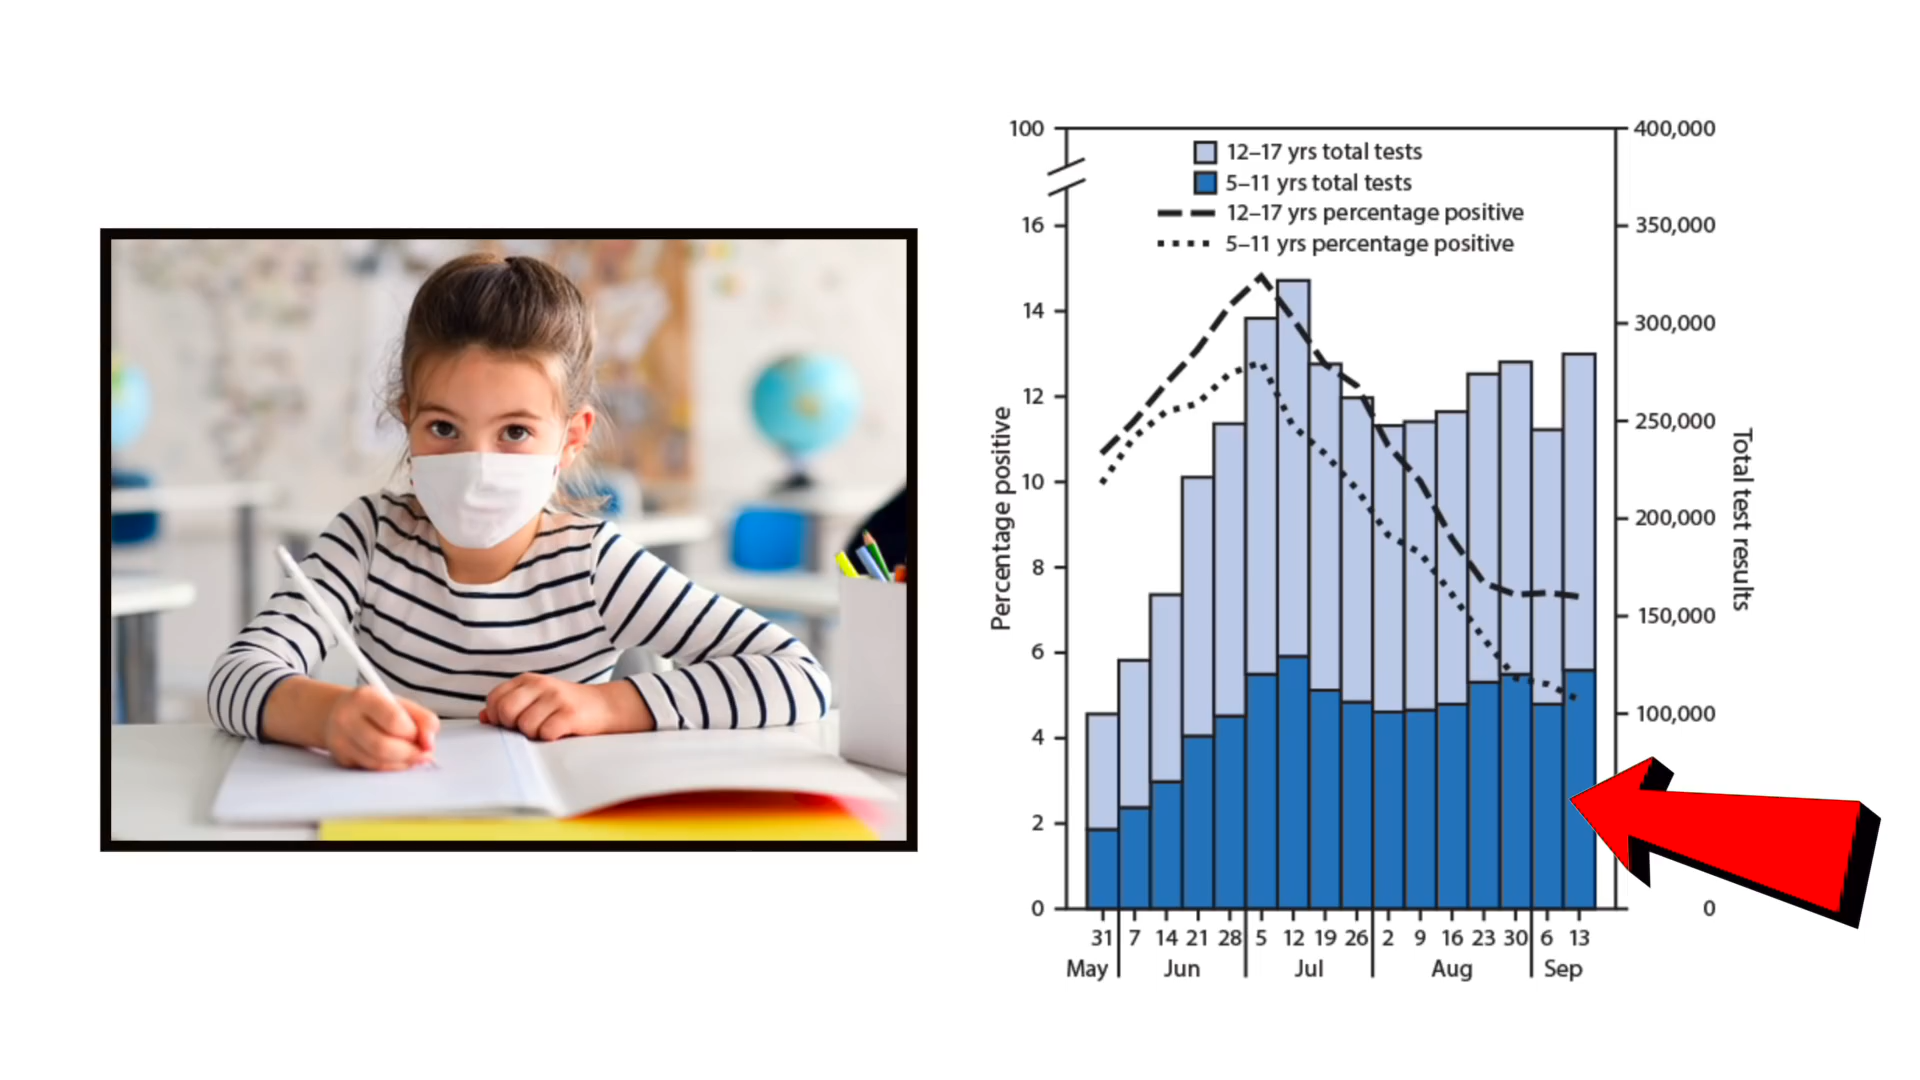 100
16
14
12
10
8
6
4
2
0
Percentage positive
12–17 yrs total tests
5–11 yrs total tests
12–17 yrs percentage positive
5–11 yrs percentage positive
400,000
350,000
300,000
250,000
200,000
150,000
100,000
0
Total test results
31 7 14 21 28 5 12 19 26 2 9 16 23 30 6 13
May Jun Jul Aug Sep